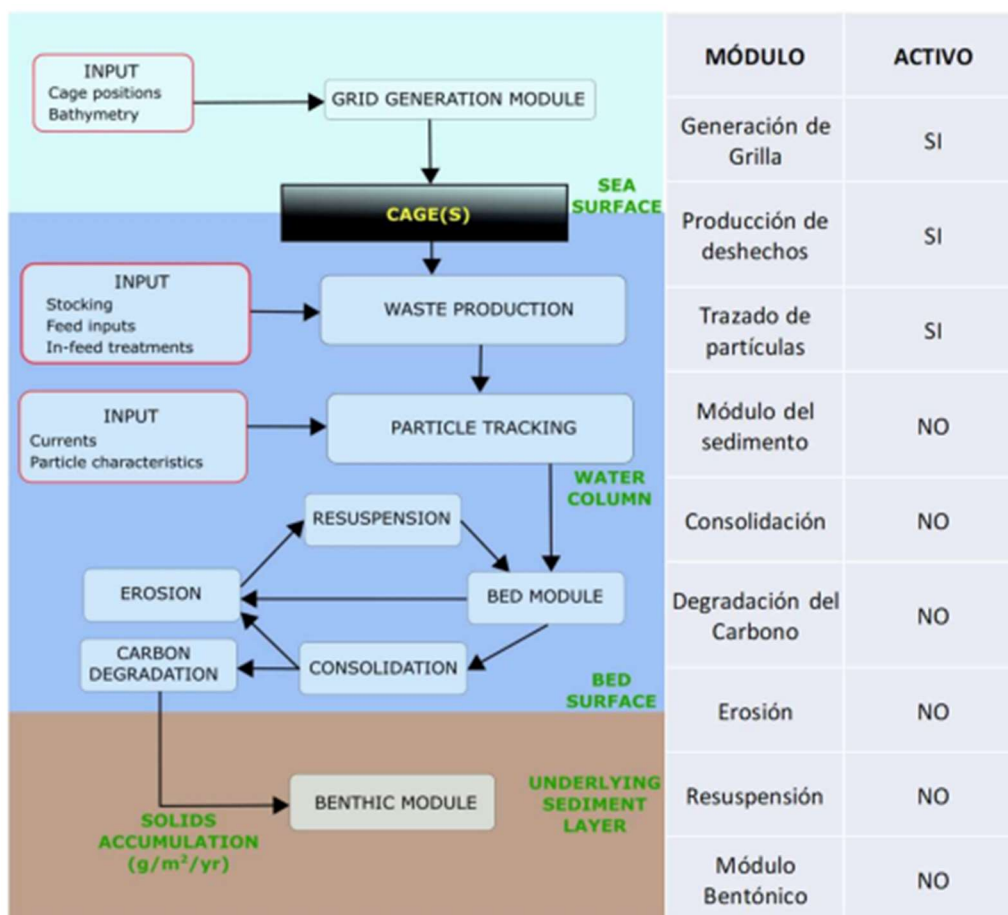 INPUT
Cage positions
Bathymetry
GRID GENERATION MODULE
SEA
SURFACE
CAGE(S)
INPUT
Stocking
Feed inputs
In-feed treatments
WASTE PRODUCTION
INPUT
Currents
Particle characteristics
PARTICLE TRACKING
WATER
COLUMN
RESUSPENSION
EROSION
BED MODULE
CARBON
DEGRADATION
CONSOLIDATION
BED
SURFACE
BENTHIC MODULE
UNDERLYING
SEDIMENT
LAYER
SOLIDS
ACCUMULATION
(g/m²/yr)
MÓDULO ACTIVO
Generación de
Grilla
SI
Producción de
deshechos
SI
Trazado de
partículas
SI
Módulo del
sedimento
NO
Consolidación NO
Degradación del
Carbono
NO
Erosión NO
Resuspensión NO
Módulo
Bentónico
NO